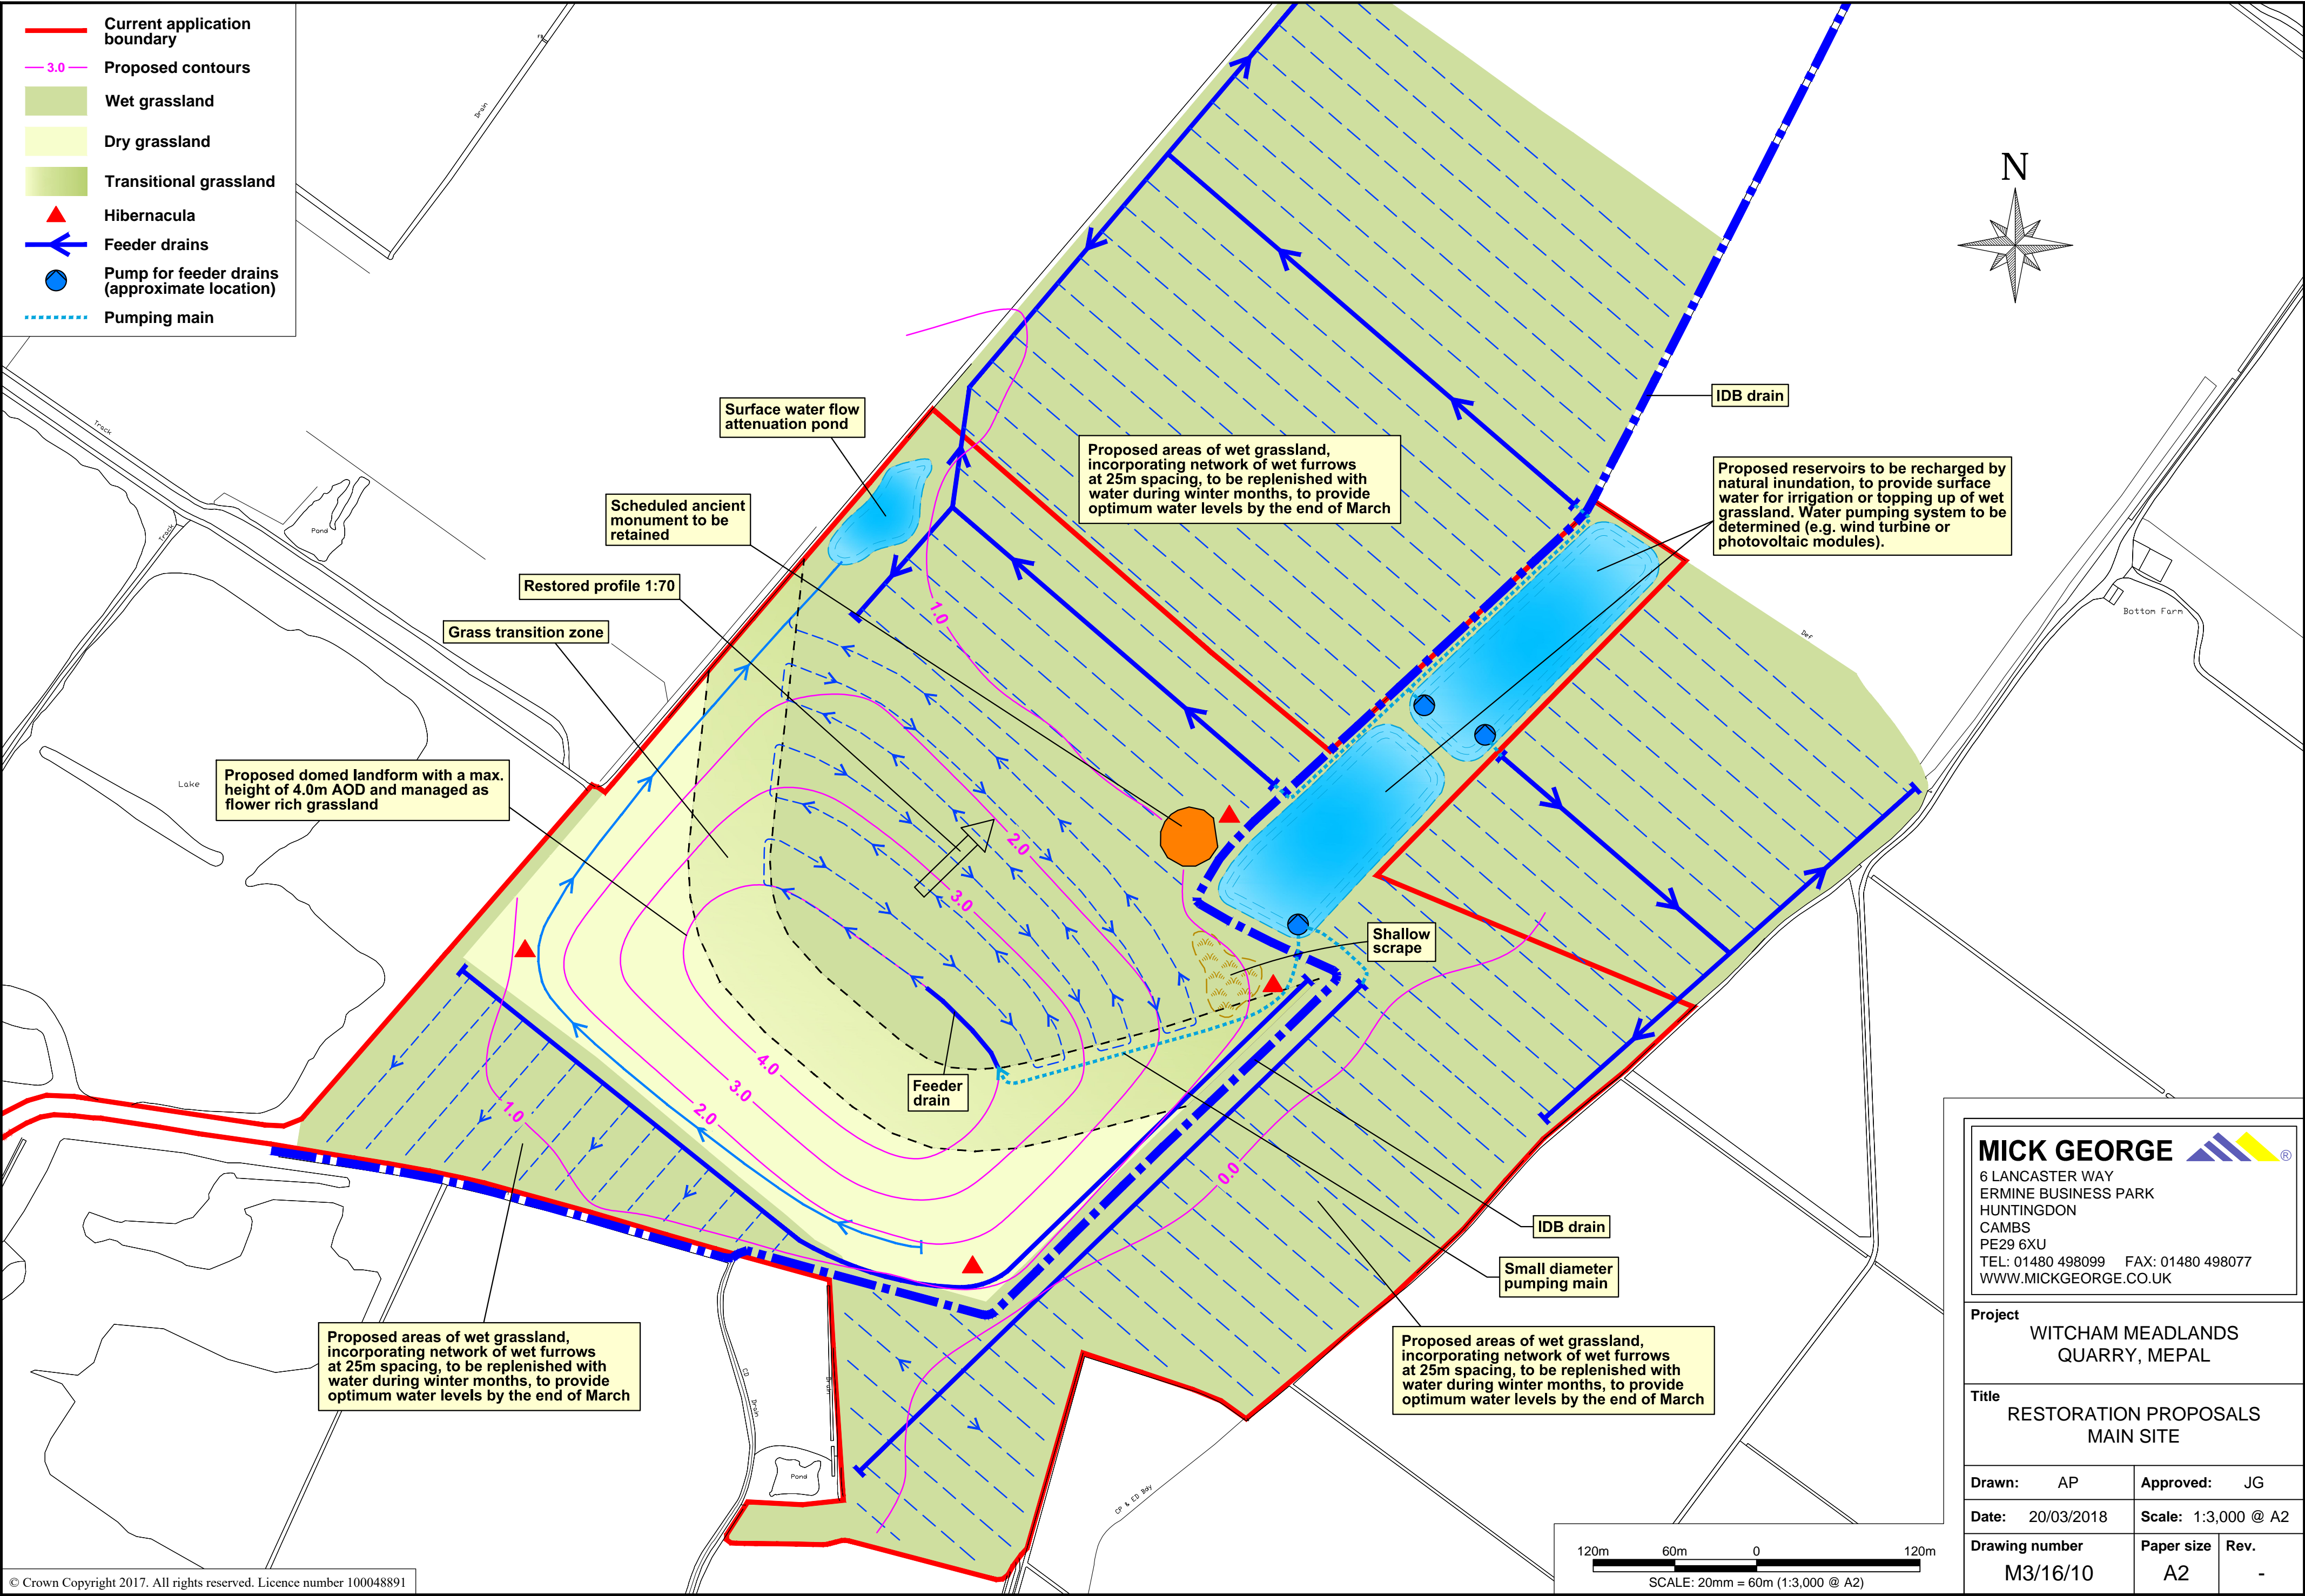 Current application
boundary
3.0
Proposed contours
Wet grassland
Dry grassland
Transitional grassland
Hibernacula
Feeder drains
Pump for feeder drains
(approximate location)
Pumping main
Drain
N
Track
Track
Pond
Lake
Surface water flow
attenuation pond
Scheduled ancient
monument to be
retained
Restored profile 1:70
Grass transition zone
Proposed domed landform with a max.
height of 4.0m AOD and managed as
flower rich grassland
Proposed areas of wet grassland,
incorporating network of wet furrows
at 25m spacing, to be replenished with
water during winter months, to provide
optimum water levels by the end of March
IDB drain
Proposed reservoirs to be recharged by
natural inundation, to provide surface
water for irrigation or topping up of wet
grassland. Water pumping system to be
determined (e.g. wind turbine or
photovoltaic modules).
Bottom Farm
Def
1.0
2.0
3.0
Shallow
scrape
4.0
3.0
2.0
1.0
0.0
Feeder
drain
IDB drain
Small diameter
pumping main
Proposed areas of wet grassland,
incorporating network of wet furrows
at 25m spacing, to be replenished with
water during winter months, to provide
optimum water levels by the end of March
Proposed areas of wet grassland,
incorporating network of wet furrows
at 25m spacing, to be replenished with
water during winter months, to provide
optimum water levels by the end of March
CD
Drain
Drain
Pond
CP & ED Bdy
MICK GEORGE ®
6 LANCASTER WAY
ERMINE BUSINESS PARK
HUNTINGDON
CAMBS
PE29 6XU
TEL: 01480 498099 FAX: 01480 498077
WWW.MICKGEORGE.CO.UK
Project
WITCHAM MEADLANDS
QUARRY, MEPAL
Title
RESTORATION PROPOSALS
MAIN SITE
Drawn: AP Approved: JG
Date: 20/03/2018 Scale: 1:3,000 @ A2
Drawing number Paper size Rev.
M3/16/10 A2 -
120m 60m 0 120m
SCALE: 20mm = 60m (1:3,000 @ A2)
© Crown Copyright 2017. All rights reserved. Licence number 100048891